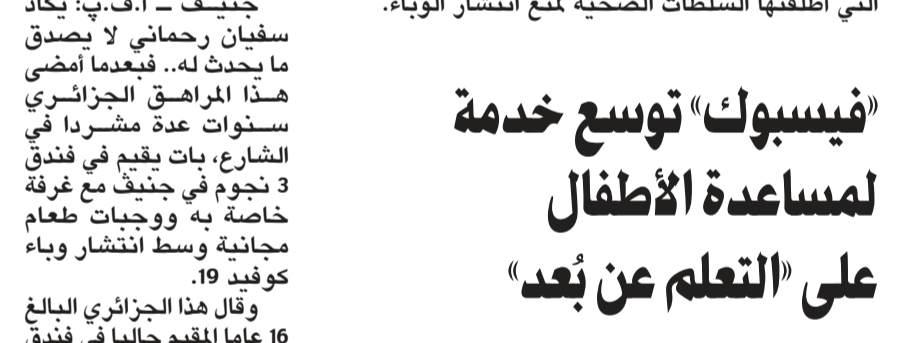 التي أطلقتها السلطات الصحية لمنع انتشار الوباء.
«فيسبوك» توسع خدمة
لمساعدة الأطفال
على «التعلم عن بُعد»
جنيف – أ.ف.پ: يكاد
سفيان رحماني لا يصدق
ما يحدث له.. فبعدما أمضى
هذا المراهق الجزائري
سنوات عدة مشردا في
الشارع، بات يقيم في فندق
3 نجوم في جنيف مع غرفة
خاصة به ووجبات طعام
مجانية وسط انتشار وباء
كوفيد 19.
وقال هذا الجزائري البالغ
16 عاما المقيم حاليا في فندق